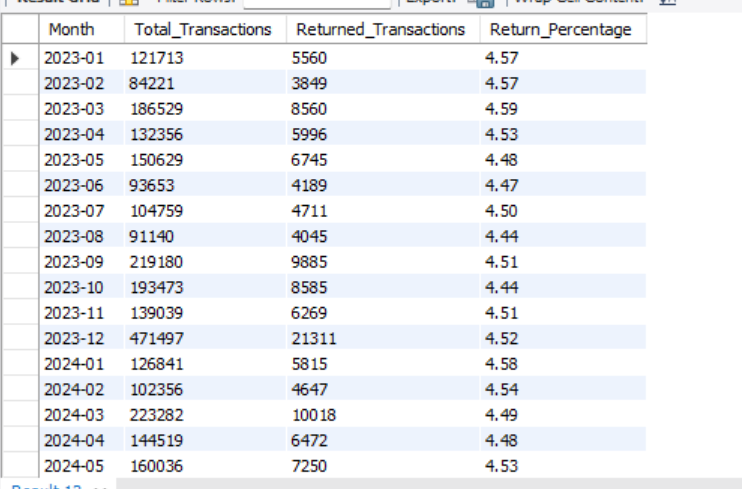 Month Total_Transactions Returned_Transactions Return_Percentage
2023-01 121713 5560 4.57
2023-02 84221 3849 4.57
2023-03 186529 8560 4.59
2023-04 132356 5996 4.53
2023-05 150629 6745 4.48
2023-06 93653 4189 4.47
2023-07 104759 4711 4.50
2023-08 91140 4045 4.44
2023-09 219180 9885 4.51
2023-10 193473 8585 4.44
2023-11 139039 6269 4.51
2023-12 471497 21311 4.52
2024-01 126841 5815 4.58
2024-02 102356 4647 4.54
2024-03 223282 10018 4.49
2024-04 144519 6472 4.48
2024-05 160036 7250 4.53